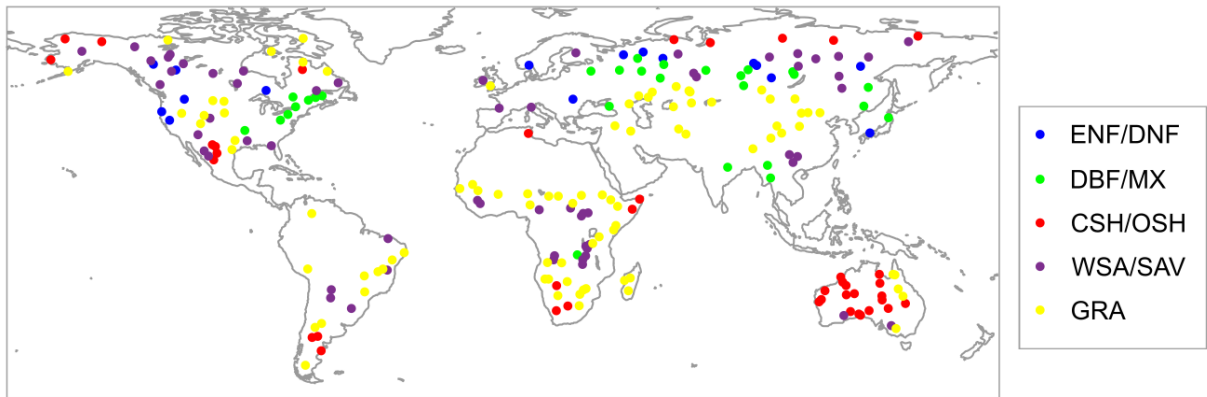 ENF/DNF
DBF/MX
CSH/OSH
WSA/SAV
GRA